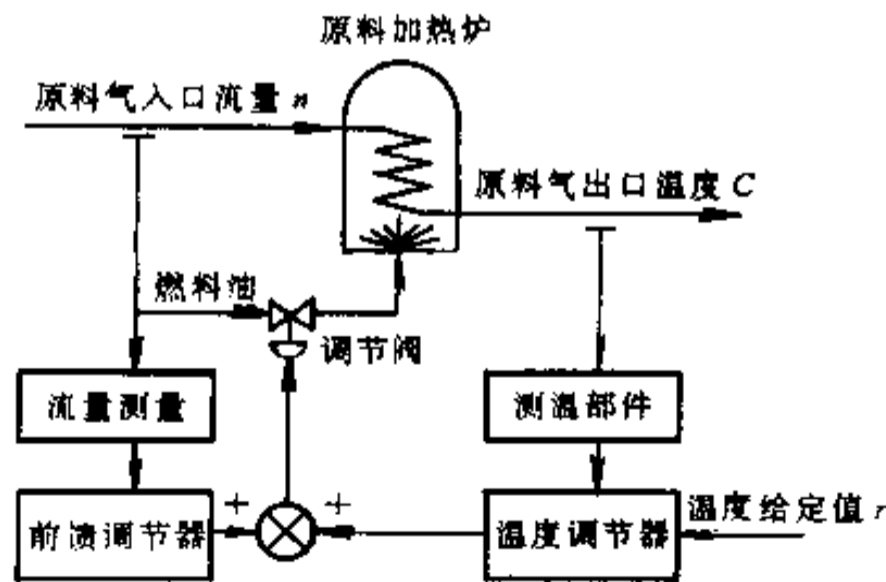 原料加热炉
原料气入口流量 n
原料气出口温度 C
燃料油
调节阀
流量测量
测温部件
前馈调节器
+
+
温度调节器
温度给定值 r